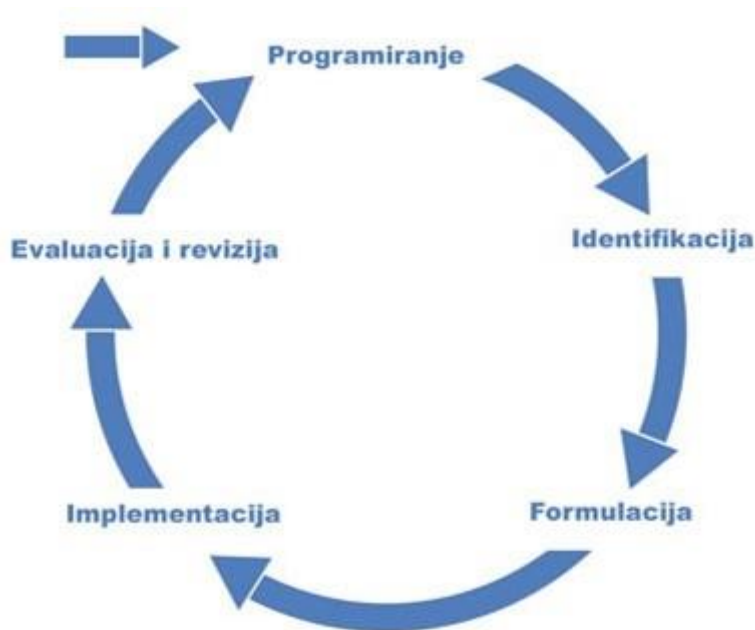 Programiranje
Identifikacija
Formulacija
Implementacija
Evaluacija i revizija